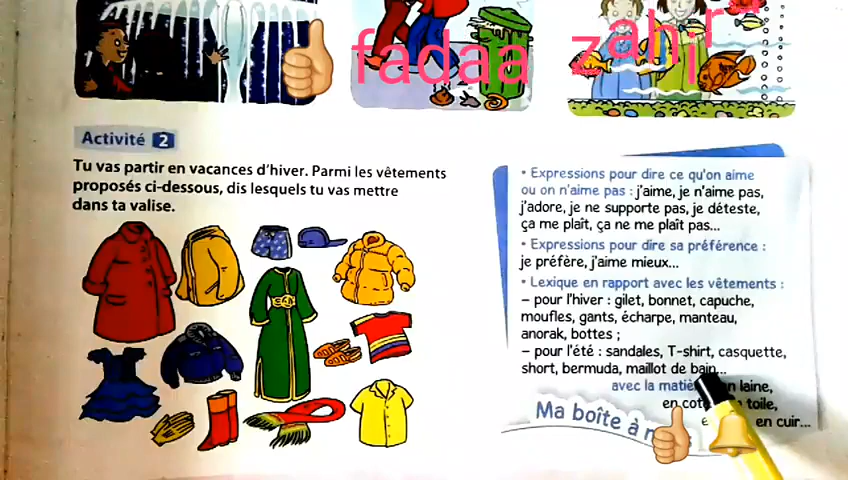 fadaa zahir
Activité 2
Tu vas partir en vacances d'hiver. Parmi les vêtements
proposés ci-dessous, dis lesquels tu vas mettre
dans ta valise.
• Expressions pour dire ce qu'on aime
ou on n'aime pas : j'aime, je n'aime pas,
j'adore, je ne supporte pas, je déteste,
ça me plaît, ça ne me plaît pas...
• Expressions pour dire sa préférence :
je préfère, j'aime mieux...
• Lexique en rapport avec les vêtements :
– pour l'hiver : gilet, bonnet, capuche,
moufles, gants, écharpe, manteau,
anorak, bottes ;
– pour l'été : sandales, T-shirt, casquette,
short, bermuda, maillot de bain...
avec la laine,
en toile,
en cuir...
Ma boîte à